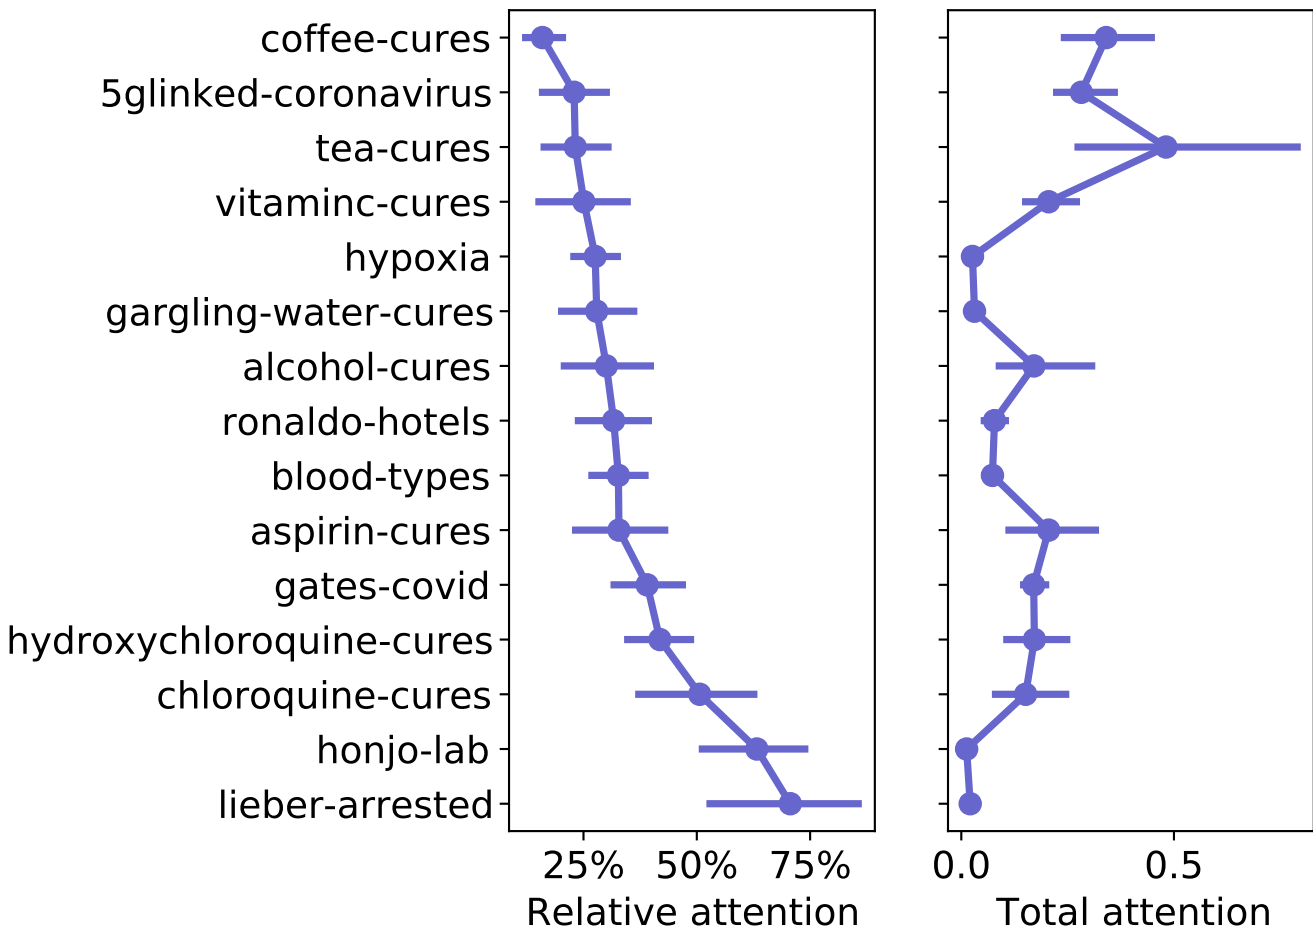 coffee-cures
5glinked-coronavirus
tea-cures
vitaminc-cures
hypoxia
gargling-water-cures
alcohol-cures
ronaldo-hotels
blood-types
aspirin-cures
gates-covid
hydroxychloroquine-cures
chloroquine-cures
honjo-lab
lieber-arrested
25% 50% 75%
Relative attention
0.0 0.5
Total attention